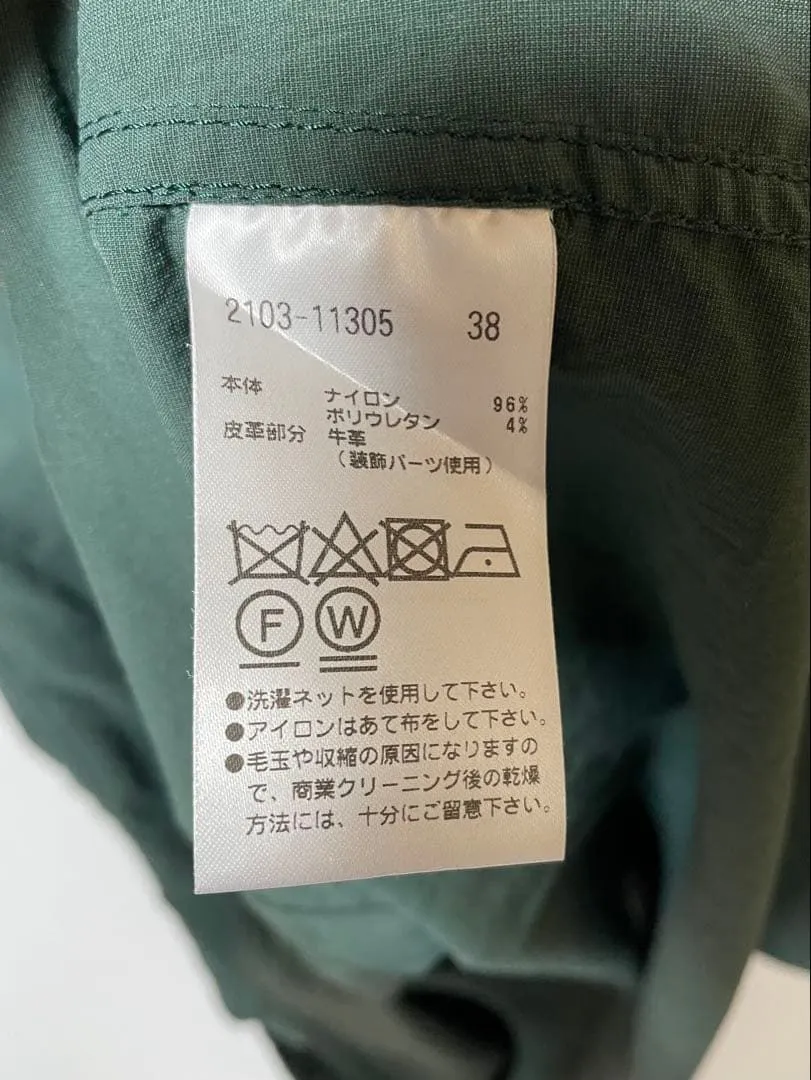 2103-11305 38
本体 ナイロン 96%
ポリウレタン 4%
皮革部分 牛革
(装飾パーツ使用)
F W
●洗濯ネットを使用して下さい。
●アイロンはあて布をして下さい。
●毛玉や収縮の原因になりますの
で、商業クリーニング後の乾燥
方法には、十分にご留意下さい。